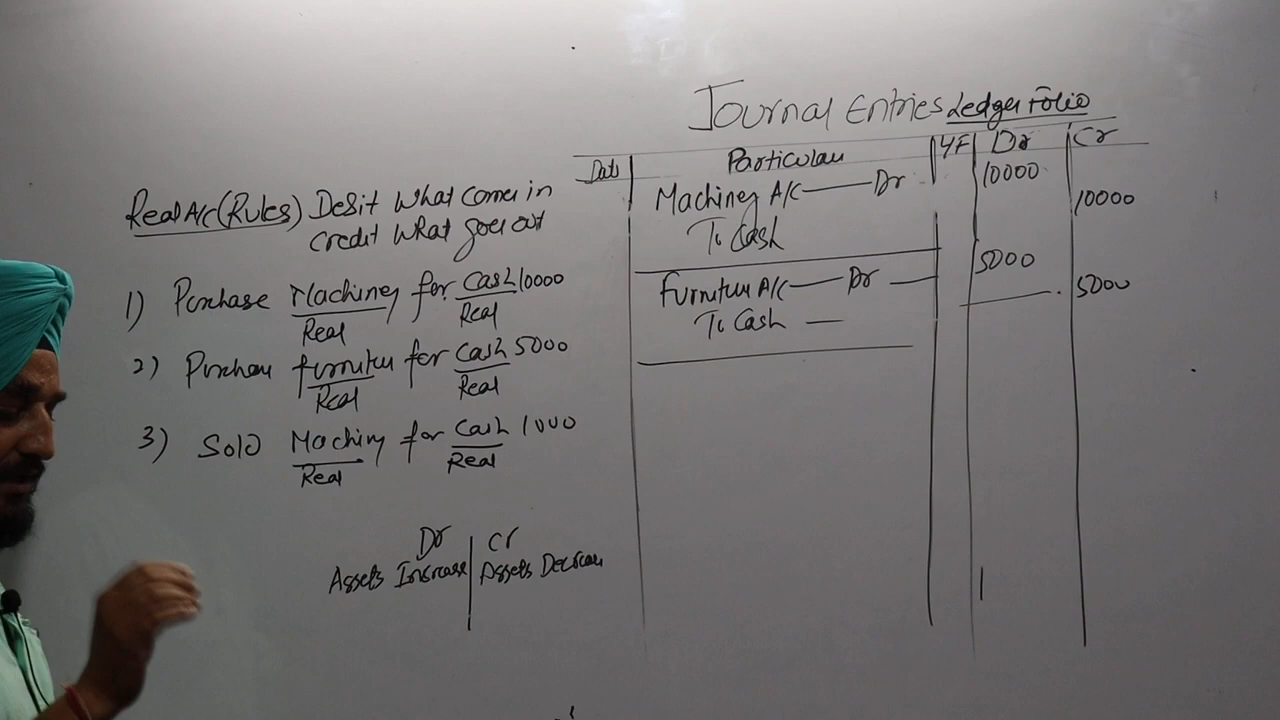 Journal Entries Ledger Folio
Real A/c (Rules) Debit What Comes in
Credit What goes out
1) Purchase Machinery for Cash 10000
Real Real
2) Purchase furniture for Cash 5000
Real Real
3) Sold Machinery for Cash 1000
Real Real
Dr Cr
Assets Increase Assets Decrease
Date Particulars L/F Dr Cr
Machinery A/C Dr 10000
To Cash 10000
Furniture A/C Dr 5000
To Cash 5000